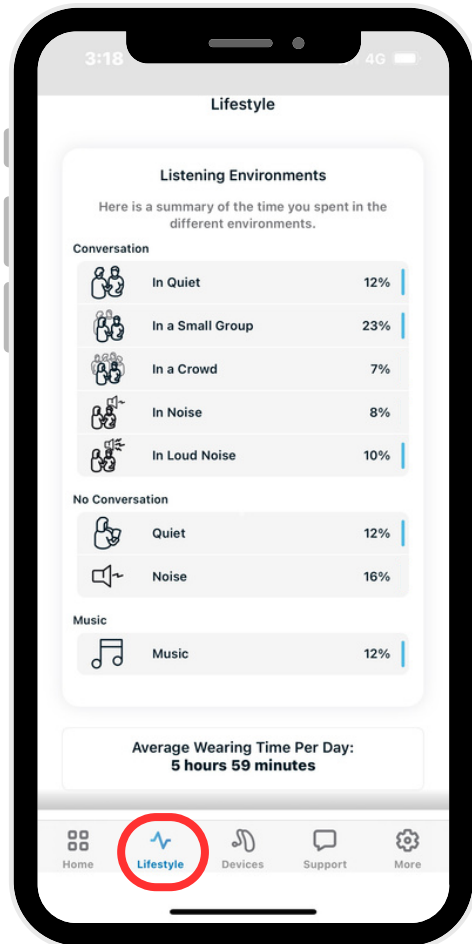 3:18
4G
Lifestyle
Listening Environments
Here is a summary of the time you spent in the
different environments.
Conversation
In Quiet 12%
In a Small Group 23%
In a Crowd 7%
In Noise 8%
In Loud Noise 10%
No Conversation
Quiet 12%
Noise 16%
Music
Music 12%
Average Wearing Time Per Day:
5 hours 59 minutes
Home Lifestyle Devices Support More